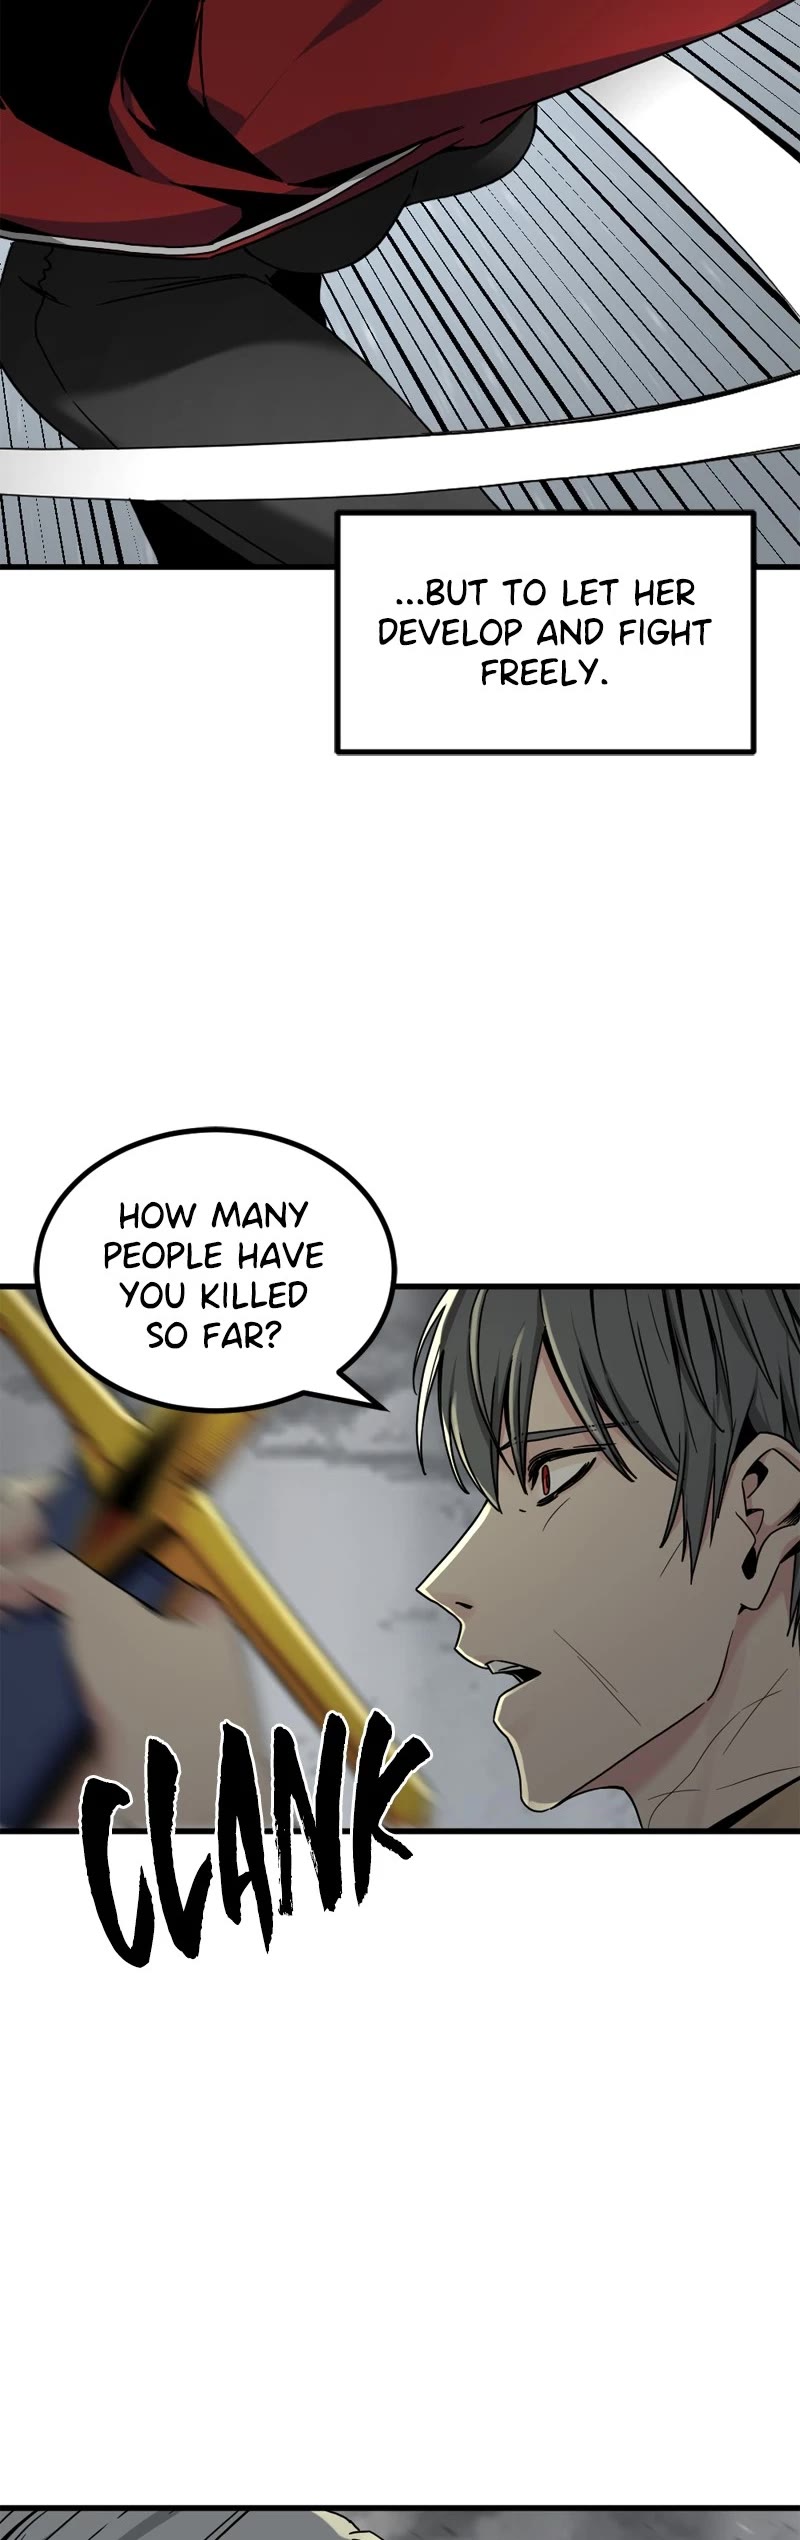 ...BUT TO LET HER
DEVELOP AND FIGHT
FREELY.
HOW MANY
PEOPLE HAVE
YOU KILLED
SO FAR?
CLANK